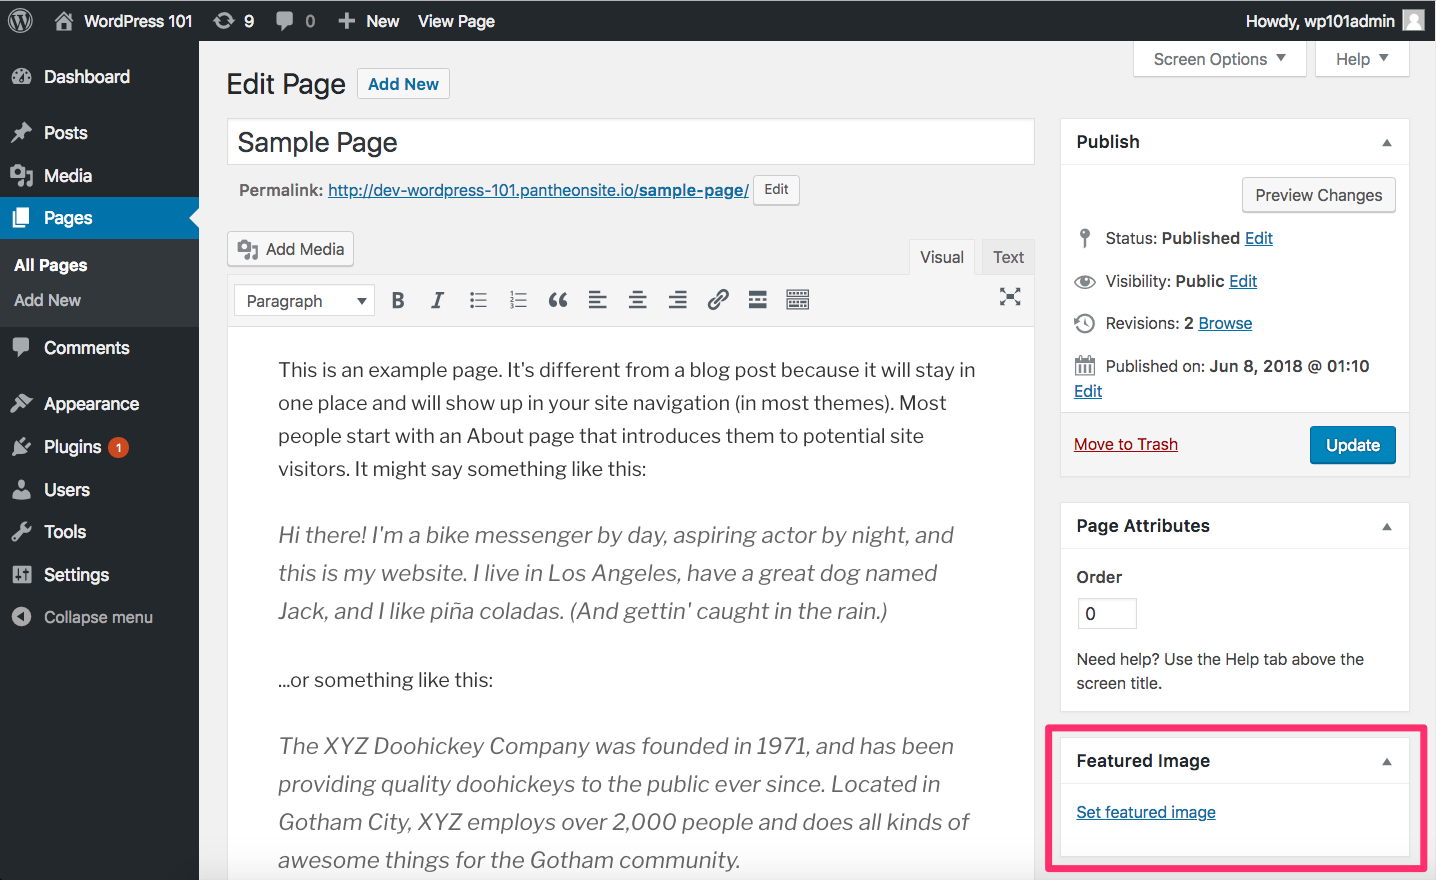 WordPress 101 9 0 New View Page Howdy, wp101admin
Dashboard
Posts
Media
Pages
All Pages
Add New
Comments
Appearance
Plugins 1
Users
Tools
Settings
Collapse menu
Screen Options Help
Edit Page Add New
Sample Page
Permalink: http://dev-wordpress-101.pantheonsite.io/sample-page/ Edit
Add Media
Visual Text
Paragraph B I
This is an example page. It's different from a blog post because it will stay in
one place and will show up in your site navigation (in most themes). Most
people start with an About page that introduces them to potential site
visitors. It might say something like this:
Hi there! I'm a bike messenger by day, aspiring actor by night, and
this is my website. I live in Los Angeles, have a great dog named
Jack, and I like piña coladas. (And gettin' caught in the rain.)
...or something like this:
The XYZ Doohickey Company was founded in 1971, and has been
providing quality doohickeys to the public ever since. Located in
Gotham City, XYZ employs over 2,000 people and does all kinds of
awesome things for the Gotham community.
Publish
Preview Changes
Status: Published Edit
Visibility: Public Edit
Revisions: 2 Browse
Published on: Jun 8, 2018 @ 01:10
Edit
Move to Trash Update
Page Attributes
Order
0
Need help? Use the Help tab above the
screen title.
Featured Image
Set featured image